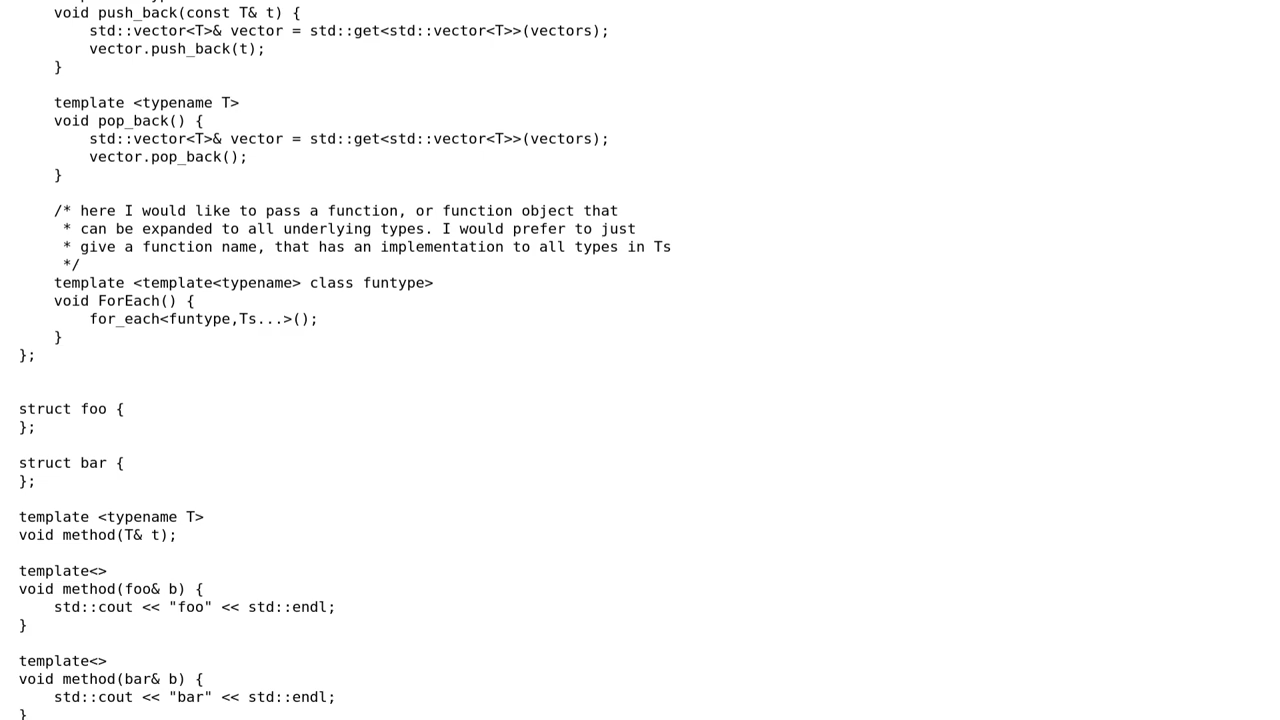 void push_back(const T& t) {
std::vector<T>& vector = std::get<std::vector<T>>(vectors);
vector.push_back(t);
}
template <typename T>
void pop_back() {
std::vector<T>& vector = std::get<std::vector<T>>(vectors);
vector.pop_back();
}
/* here I would like to pass a function, or function object that
* can be expanded to all underlying types. I would prefer to just
* give a function name, that has an implementation to all types in Ts
*/
template <template<typename> class funtype>
void ForEach() {
for_each<funtype,Ts...>();
}
};
struct foo {
};
struct bar {
};
template <typename T>
void method(T& t);
template<>
void method(foo& b) {
std::cout << "foo" << std::endl;
}
template<>
void method(bar& b) {
std::cout << "bar" << std::endl;
}